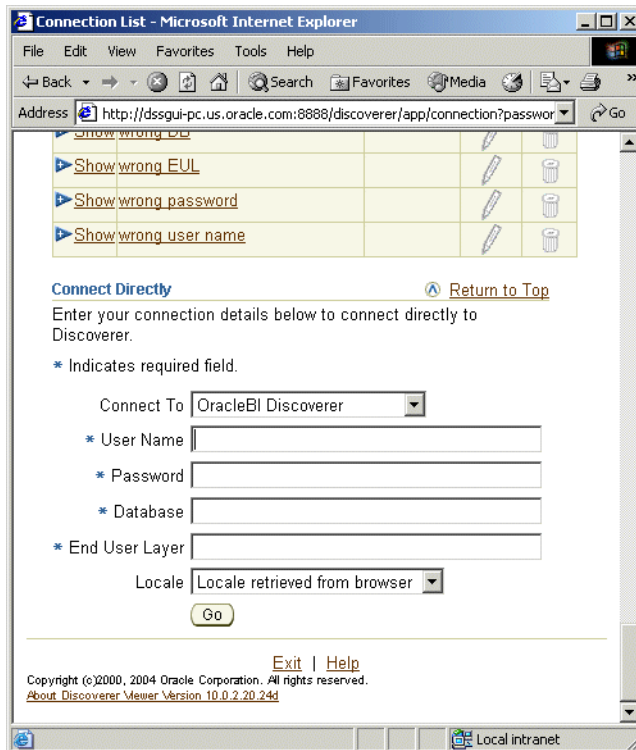 Connection List - Microsoft Internet Explorer
File Edit View Favorites Tools Help
Back Search Favorites Media »
Address http://dssgui-pc.us.oracle.com:8888/discoverer/app/connection?passwor Go
Show wrong DB
Show wrong EUL
Show wrong password
Show wrong user name
Connect Directly Return to Top
Enter your connection details below to connect directly to
Discoverer.
* Indicates required field.
Connect To OracleBI Discoverer
* User Name
* Password
* Database
* End User Layer
Locale Locale retrieved from browser
Go
Exit | Help
Copyright (c)2000, 2004 Oracle Corporation. All rights reserved.
About Discoverer Viewer Version 10.0.2.20.24d
Local intranet